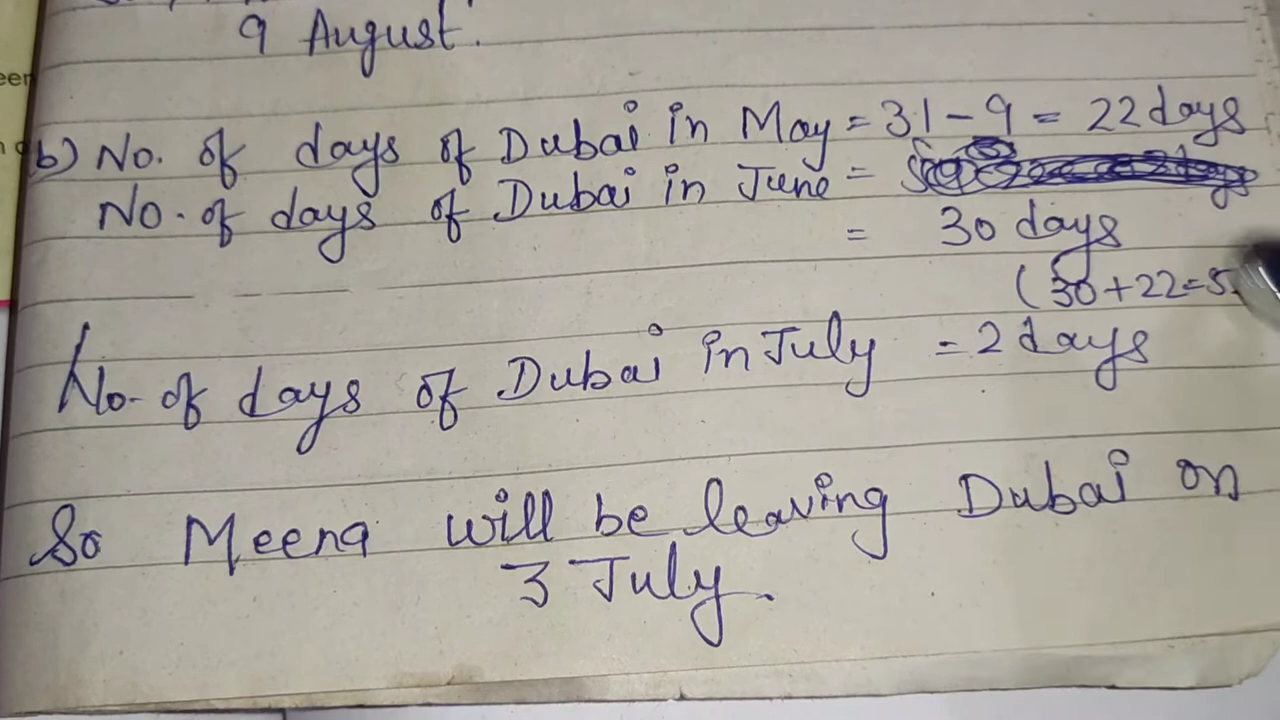 9 August.
een
b) No. of days of Dubai in May = 31 - 9 = 22 days
No. of days of Dubai in June =
= 30 days
(30+22=5
No. of days of Dubai in July = 2 days
So Meena will be leaving Dubai on
3 July.